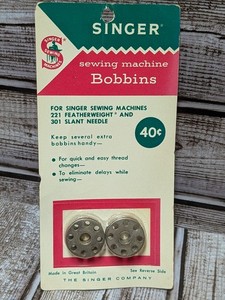 SINGER
SINGER
SEWING
MACHINES
sewing machine
Bobbins
FOR SINGER SEWING MACHINES
221 FEATHERWEIGHT* AND
301 SLANT NEEDLE
40¢
Keep several extra
bobbins handy—
• For quick and easy thread
changes—
• To eliminate delays while
sewing—
Made in Great Britain
See Reverse Side
THE SINGER COMPANY